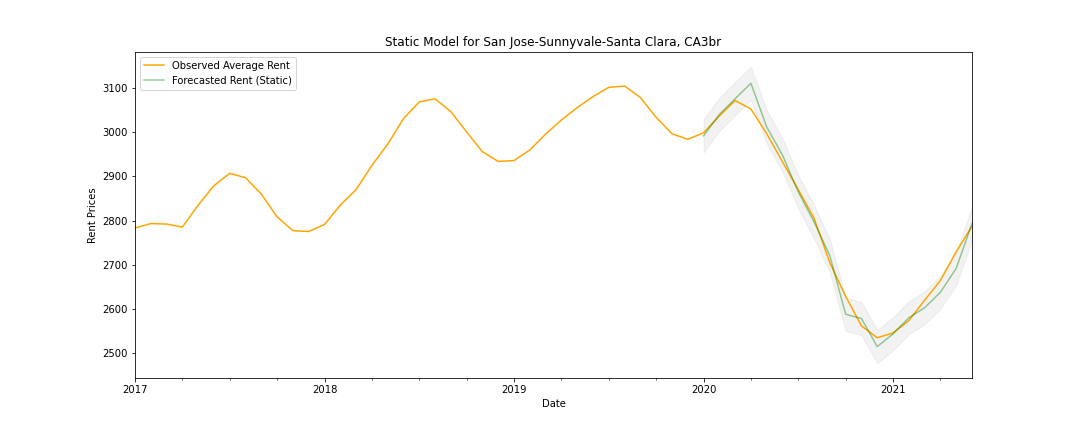 Static Model for San Jose-Sunnyvale-Santa Clara, CA3br
Observed Average Rent
Forecasted Rent (Static)
3100
3000
2900
2800
2700
2600
2500
Rent Prices
2017 2018 2019 2020 2021
Date